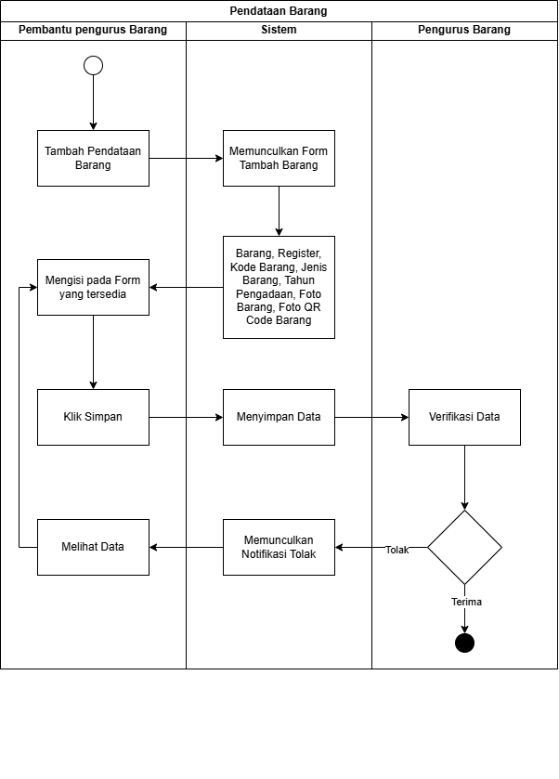 Pendataan Barang
Pembantu pengurus Barang
Sistem
Pengurus Barang
Tambah Pendataan
Barang
Memunculkan Form
Tambah Barang
Barang, Register,
Kode Barang, Jenis
Barang, Tahun
Pengadaan, Foto
Barang, Foto QR
Code Barang
Mengisi pada Form
yang tersedia
Klik Simpan
Menyimpan Data
Verifikasi Data
Melihat Data
Memunculkan
Notifikasi Tolak
Tolak
Terima